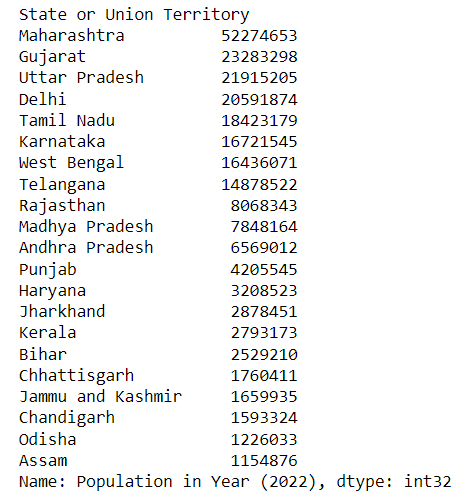 State or Union Territory
Maharashtra 52274653
Gujarat 23283298
Uttar Pradesh 21915205
Delhi 20591874
Tamil Nadu 18423179
Karnataka 16721545
West Bengal 16436071
Telangana 14878522
Rajasthan 8068343
Madhya Pradesh 7848164
Andhra Pradesh 6569012
Punjab 4205545
Haryana 3208523
Jharkhand 2878451
Kerala 2793173
Bihar 2529210
Chhattisgarh 1760411
Jammu and Kashmir 1659935
Chandigarh 1593324
Odisha 1226033
Assam 1154876
Name: Population in Year (2022), dtype: int32